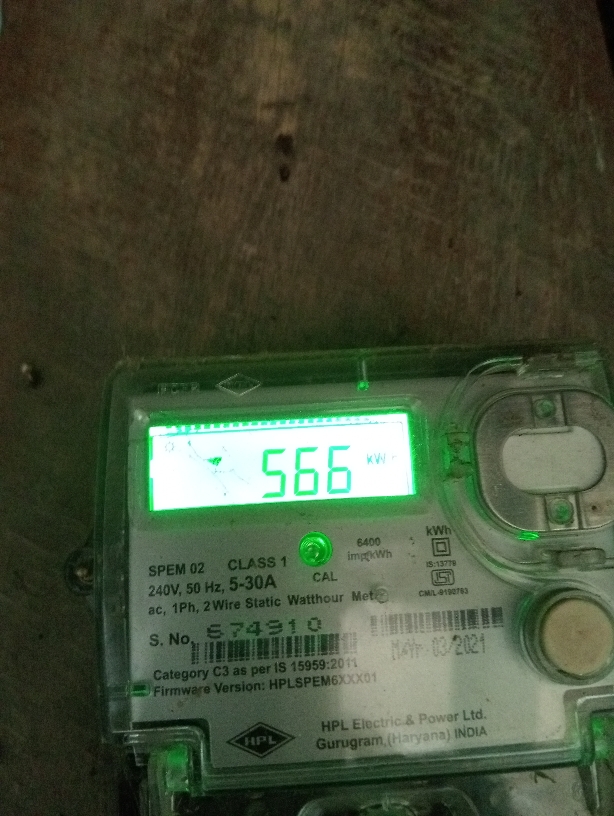 566 kWh
6400
imp/kWh
kWh
IS:13779
CM/L-9190793
SPEM 02 CLASS 1
CAL
240V, 50 Hz, 5-30A
ac, 1Ph, 2 Wire Static Watthour Meter
S. No. 674910
03/2021
Category C3 as per IS 15959:2011
Firmware Version: HPLSPEM6XXX01
HPL
HPL Electric & Power Ltd.
Gurugram (Haryana) INDIA